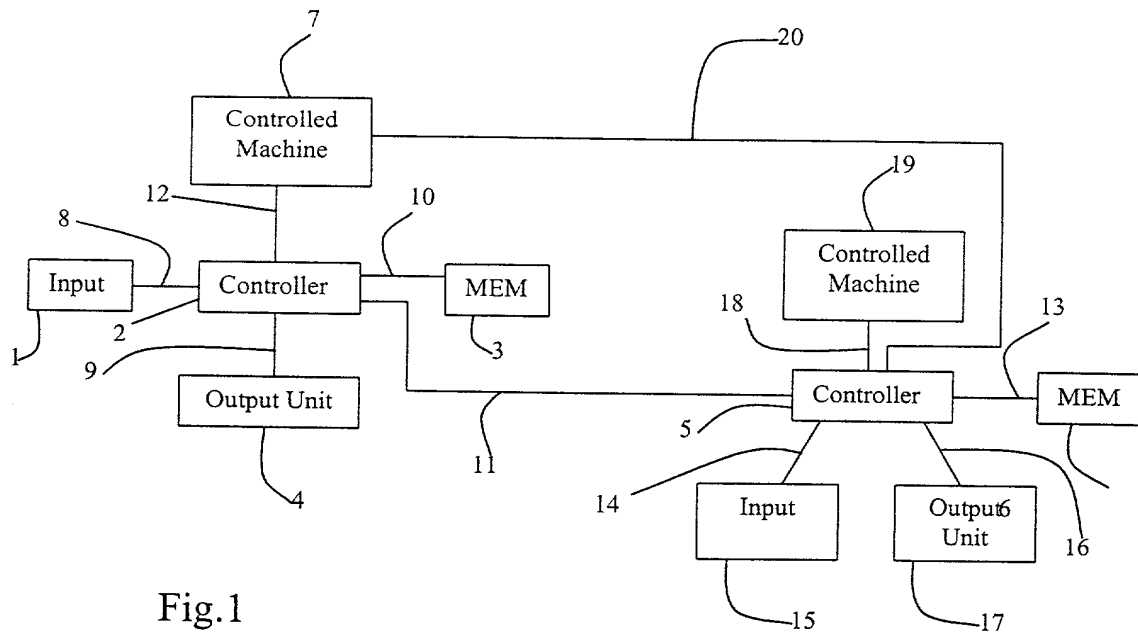 7
20
Controlled
Machine
12
10
19
8
Controlled
Machine
Input
Controller
MEM
18
13
2
1
9
3
Controller
MEM
Output Unit
5
11
4
14
Input
Output6
Unit
16
15
17
Fig.1